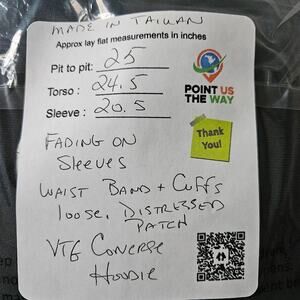 MADE IN TAIWAN
Approx lay flat measurements in inches
Pit to pit: 25
Torso: 24.5
Sleeve: 20.5
POINT US
THE WAY
Thank
You!
FADING ON
SLEEVES
WAIST BAND + CUFFS
loose, DISTRESSED
PATCH
VTG CONVERSE
HOODIE